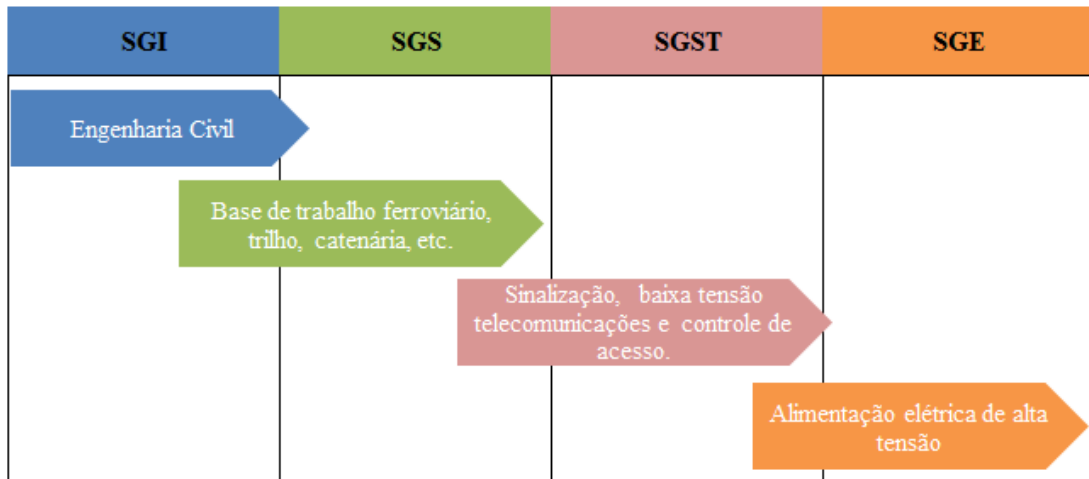 SGI
SGS
SGST
SGE
Engenharia Civil
Base de trabalho ferroviário,
trilho, catenária, etc.
Sinalização, baixa tensão
telecomunicações e controle de
acesso.
Alimentação elétrica de alta
tensão